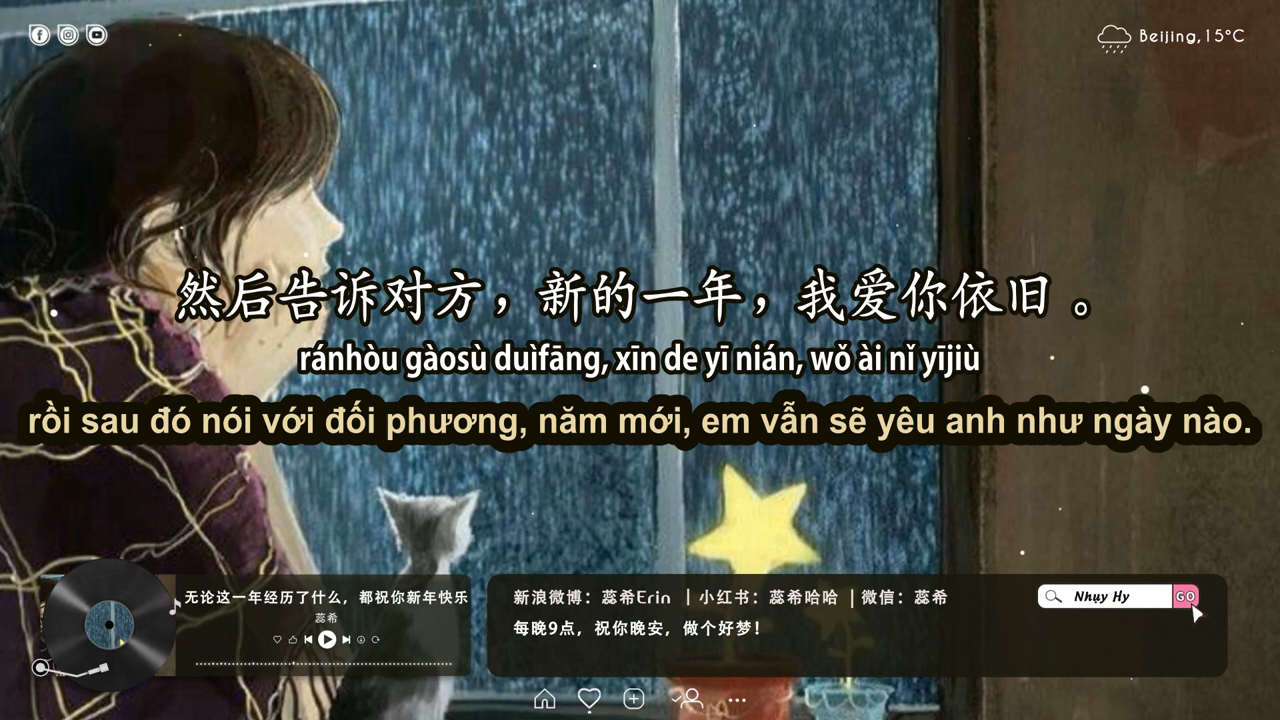 Beijing,15°C
然后告诉对方，新的一年，我爱你依旧 。
ránhòu gàosù duìfāng, xīn de yī nián, wǒ ài nǐ yījiù
rồi sau đó nói với đối phương, năm mới, em vẫn sẽ yêu anh như ngày nào.
无论这一年经历了什么，都祝你新年快乐
蕊希
新浪微博：蕊希Erin ｜小红书：蕊希哈哈 ｜微信：蕊希
每晚9点，祝你晚安，做个好梦！
Nhụy Hy
GO